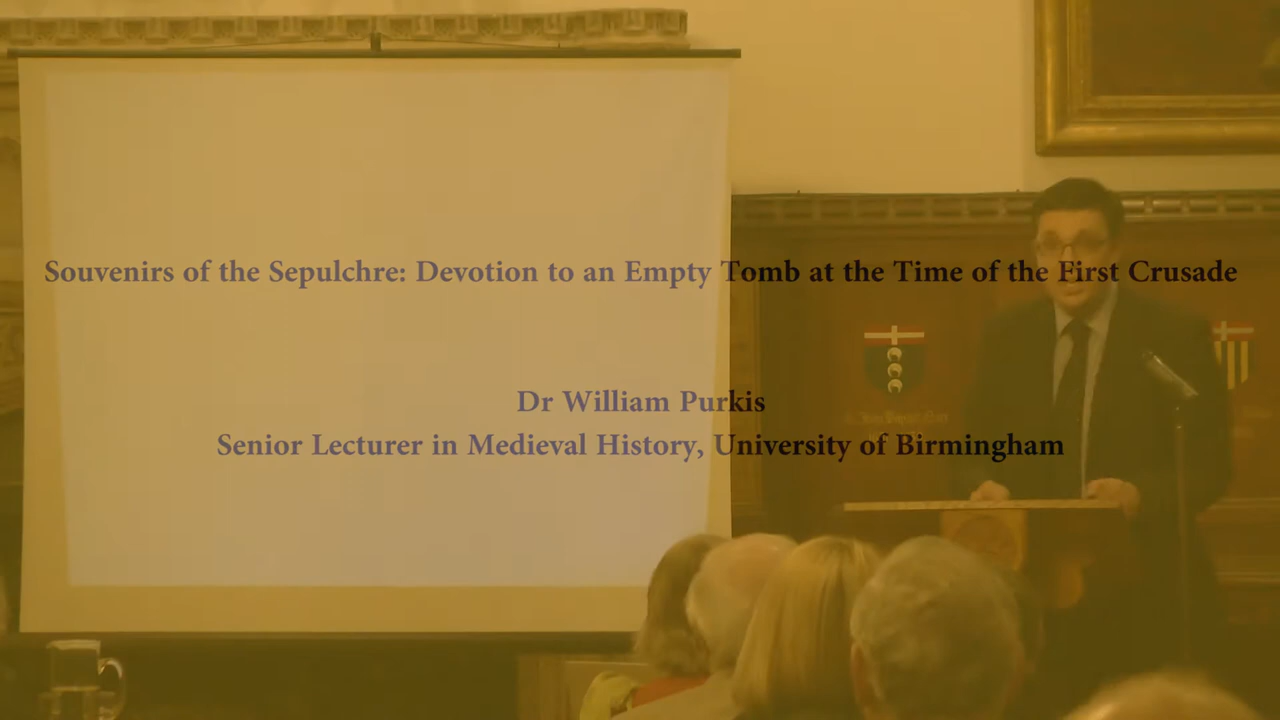 Souvenirs of the Sepulchre: Devotion to an Empty Tomb at the Time of the First Crusade
Dr William Purkis
Senior Lecturer in Medieval History, University of Birmingham